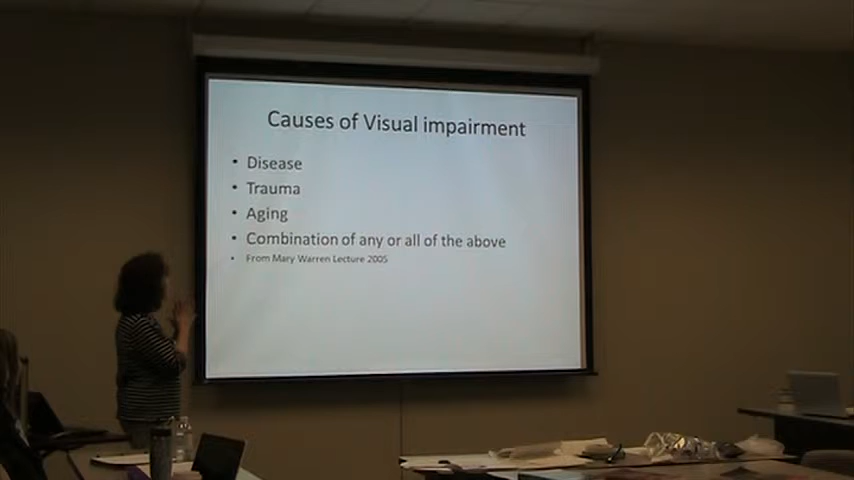 Causes of Visual impairment
• Disease
• Trauma
• Aging
• Combination of any or all of the above
• From Mary Warren Lecture 2005